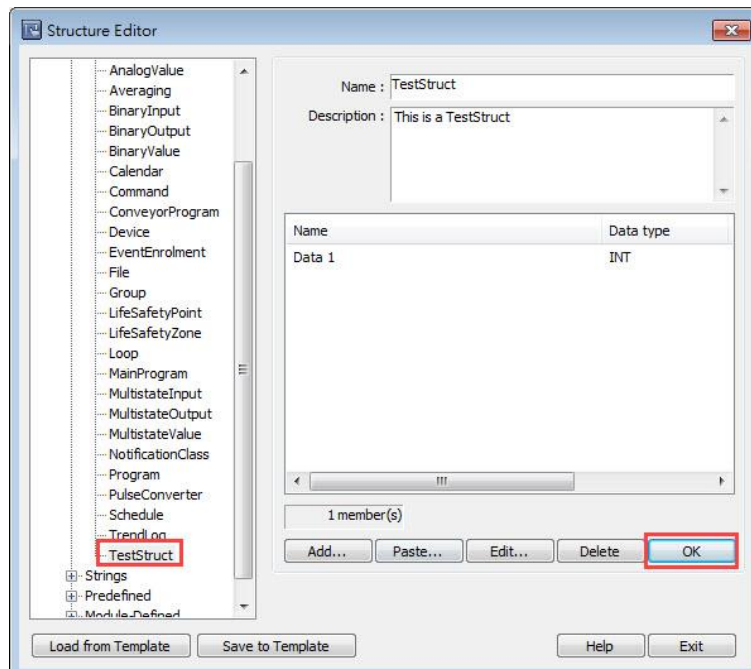 Structure Editor
AnalogValue
Averaging
BinaryInput
BinaryOutput
BinaryValue
Calendar
Command
ConveyorProgram
Device
EventEnrolment
File
Group
LifeSafetyPoint
LifeSafetyZone
Loop
MainProgram
MultistateInput
MultistateOutput
MultistateValue
NotificationClass
Program
PulseConverter
Schedule
TrendLog
TestStruct
Strings
Predefined
Module-Defined
Name : TestStruct
Description : This is a TestStruct
Name Data type
Data 1 INT
1 member(s)
Add... Paste... Edit... Delete OK
Load from Template Save to Template Help Exit